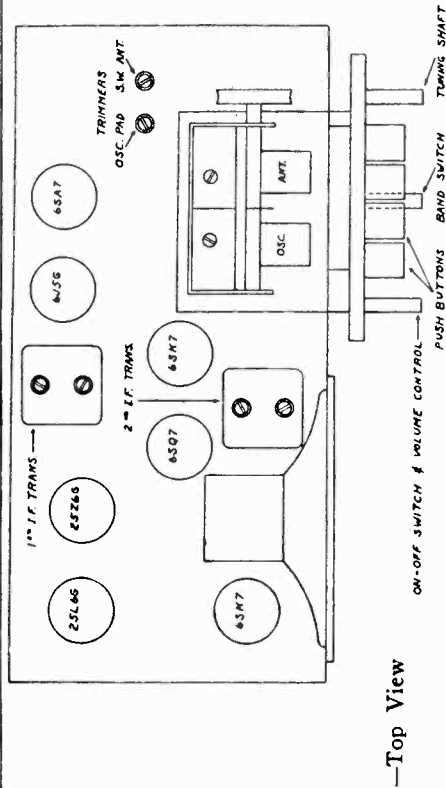 TRIMMERS
OSC. PAD S.W. ANT.
6SA7
6J5G
1ST I.F. TRANS.
25Z6G
25L6G
2ND I.F. TRANS.
6SK7
6SQ7
6SK7
OSC.
ANT.
ON-OFF SWITCH & VOLUME CONTROL
PUSH BUTTONS
BAND SWITCH
TUNING SHAFT
—Top View